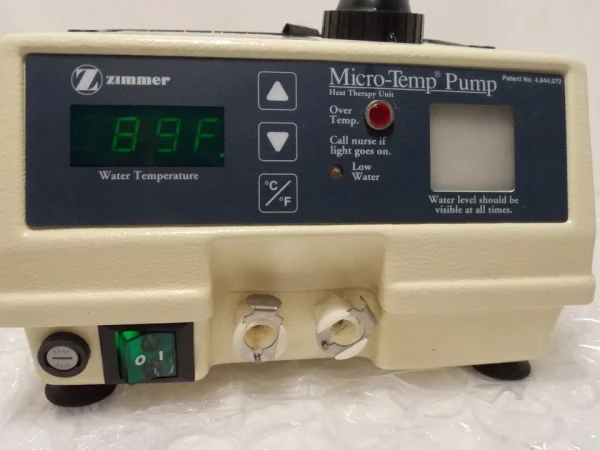 Z zimmer
Micro-Temp® Pump
Patent No. 4,844,072
Heat Therapy Unit
89F.
Over
Temp.
Call nurse if
light goes on.
Low
Water
Water Temperature
°C/°F
Water level should be
visible at all times.
FUSE
O I